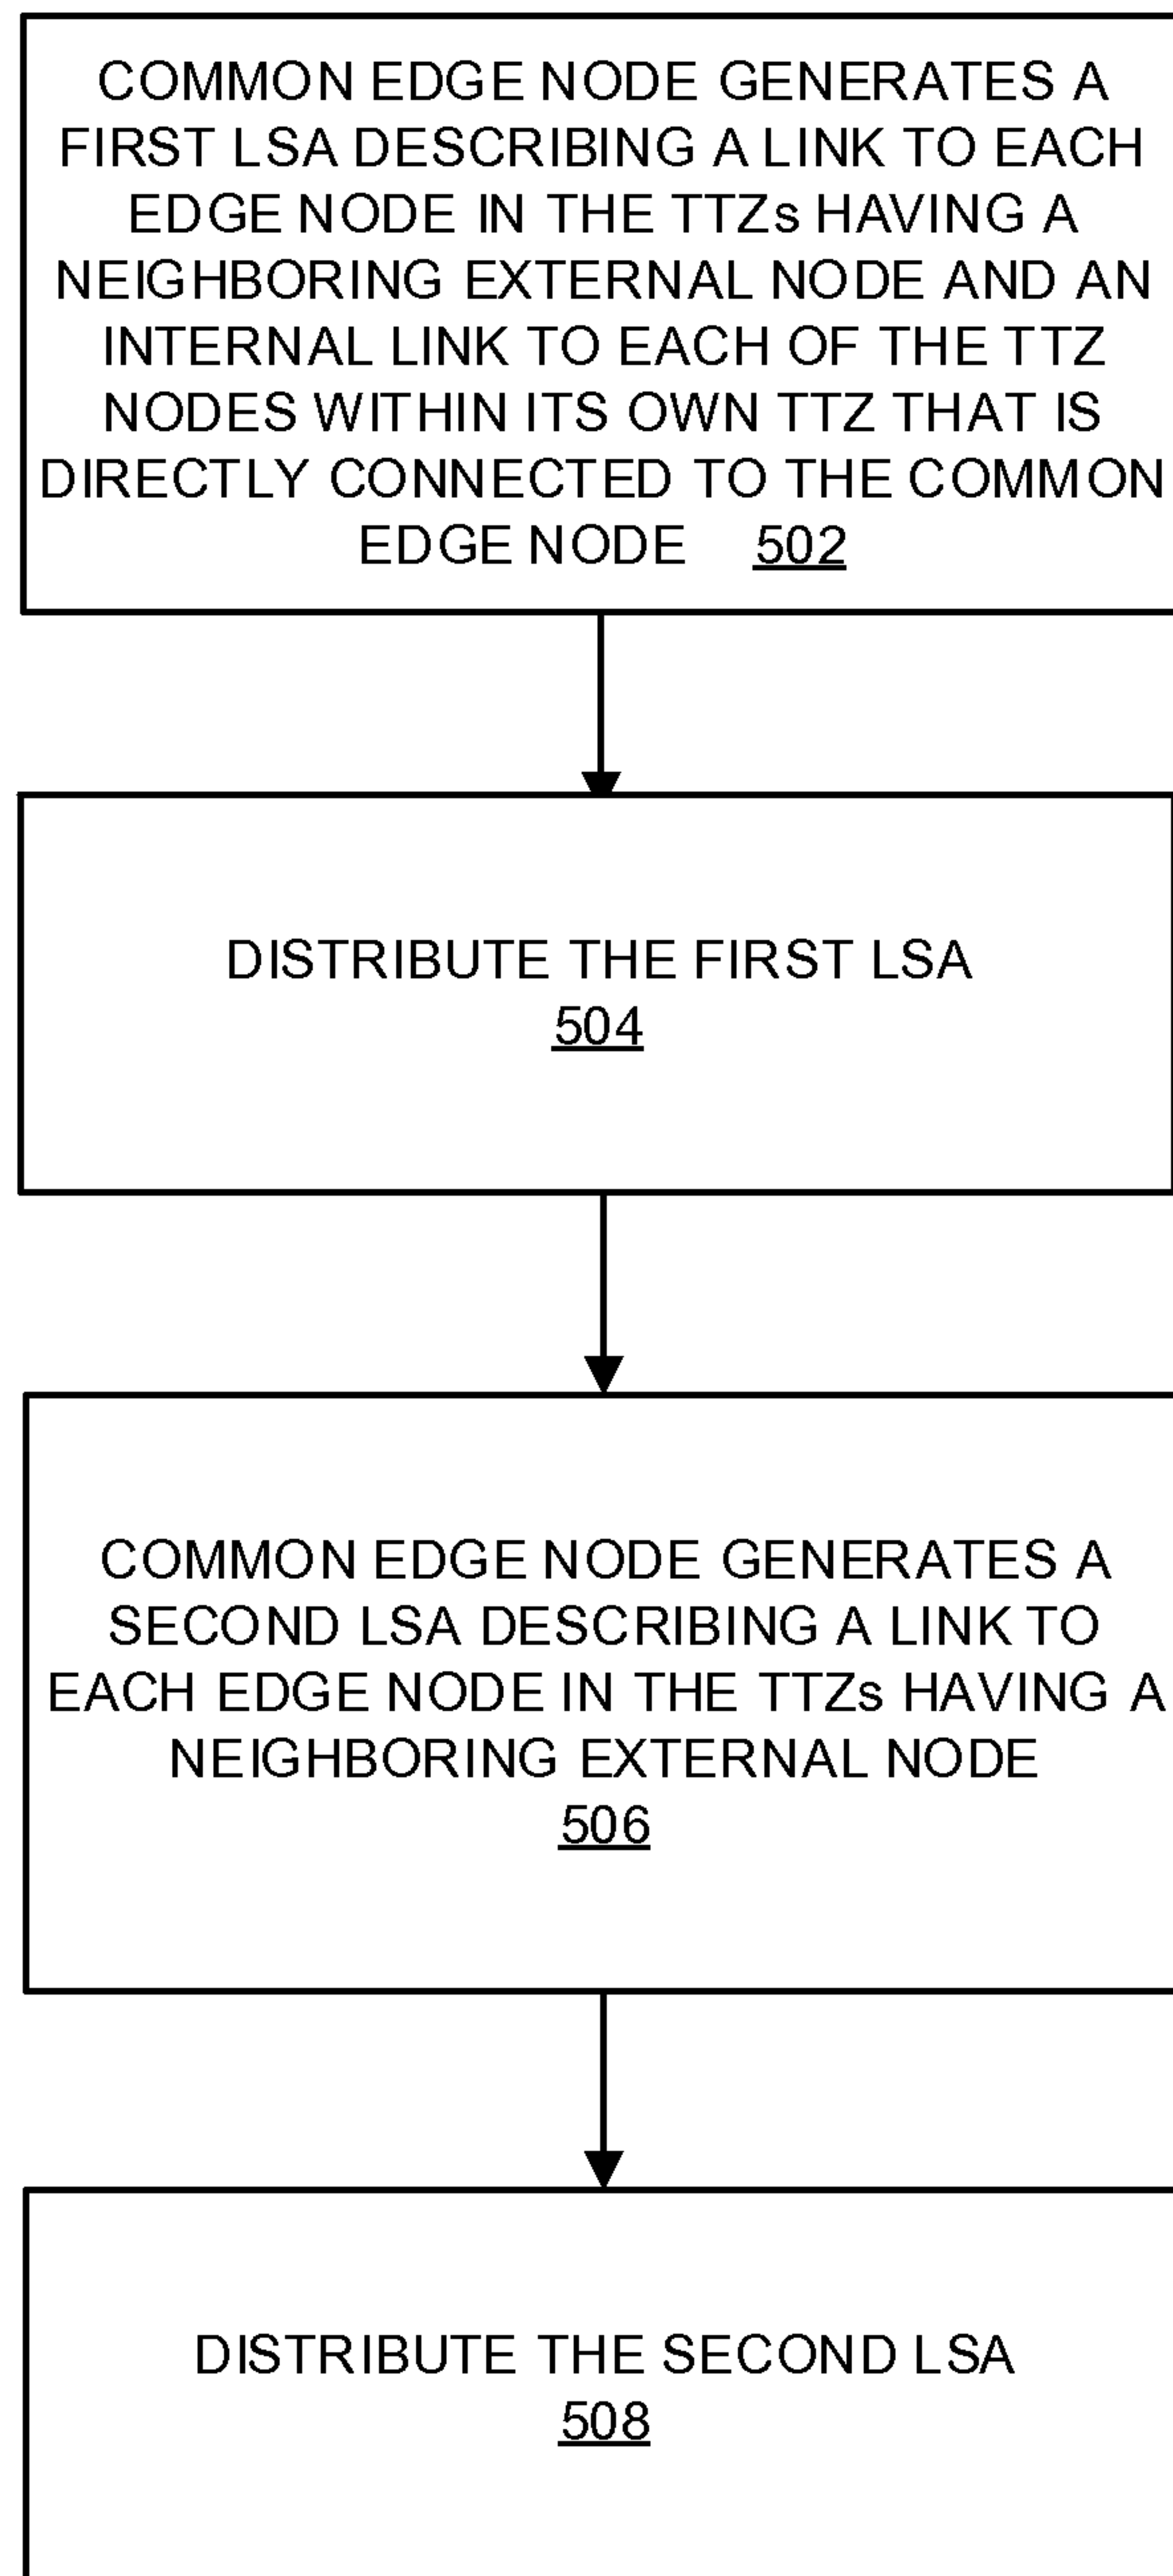 COMMON EDGE NODE GENERATES A
FIRST LSA DESCRIBING A LINK TO EACH
EDGE NODE IN THE TTZs HAVING A
NEIGHBORING EXTERNAL NODE AND AN
INTERNAL LINK TO EACH OF THE TTZ
NODES WITHIN ITS OWN TTZ THAT IS
DIRECTLY CONNECTED TO THE COMMON
EDGE NODE 502
DISTRIBUTE THE FIRST LSA
504
COMMON EDGE NODE GENERATES A
SECOND LSA DESCRIBING A LINK TO
EACH EDGE NODE IN THE TTZs HAVING A
NEIGHBORING EXTERNAL NODE
506
DISTRIBUTE THE SECOND LSA
508